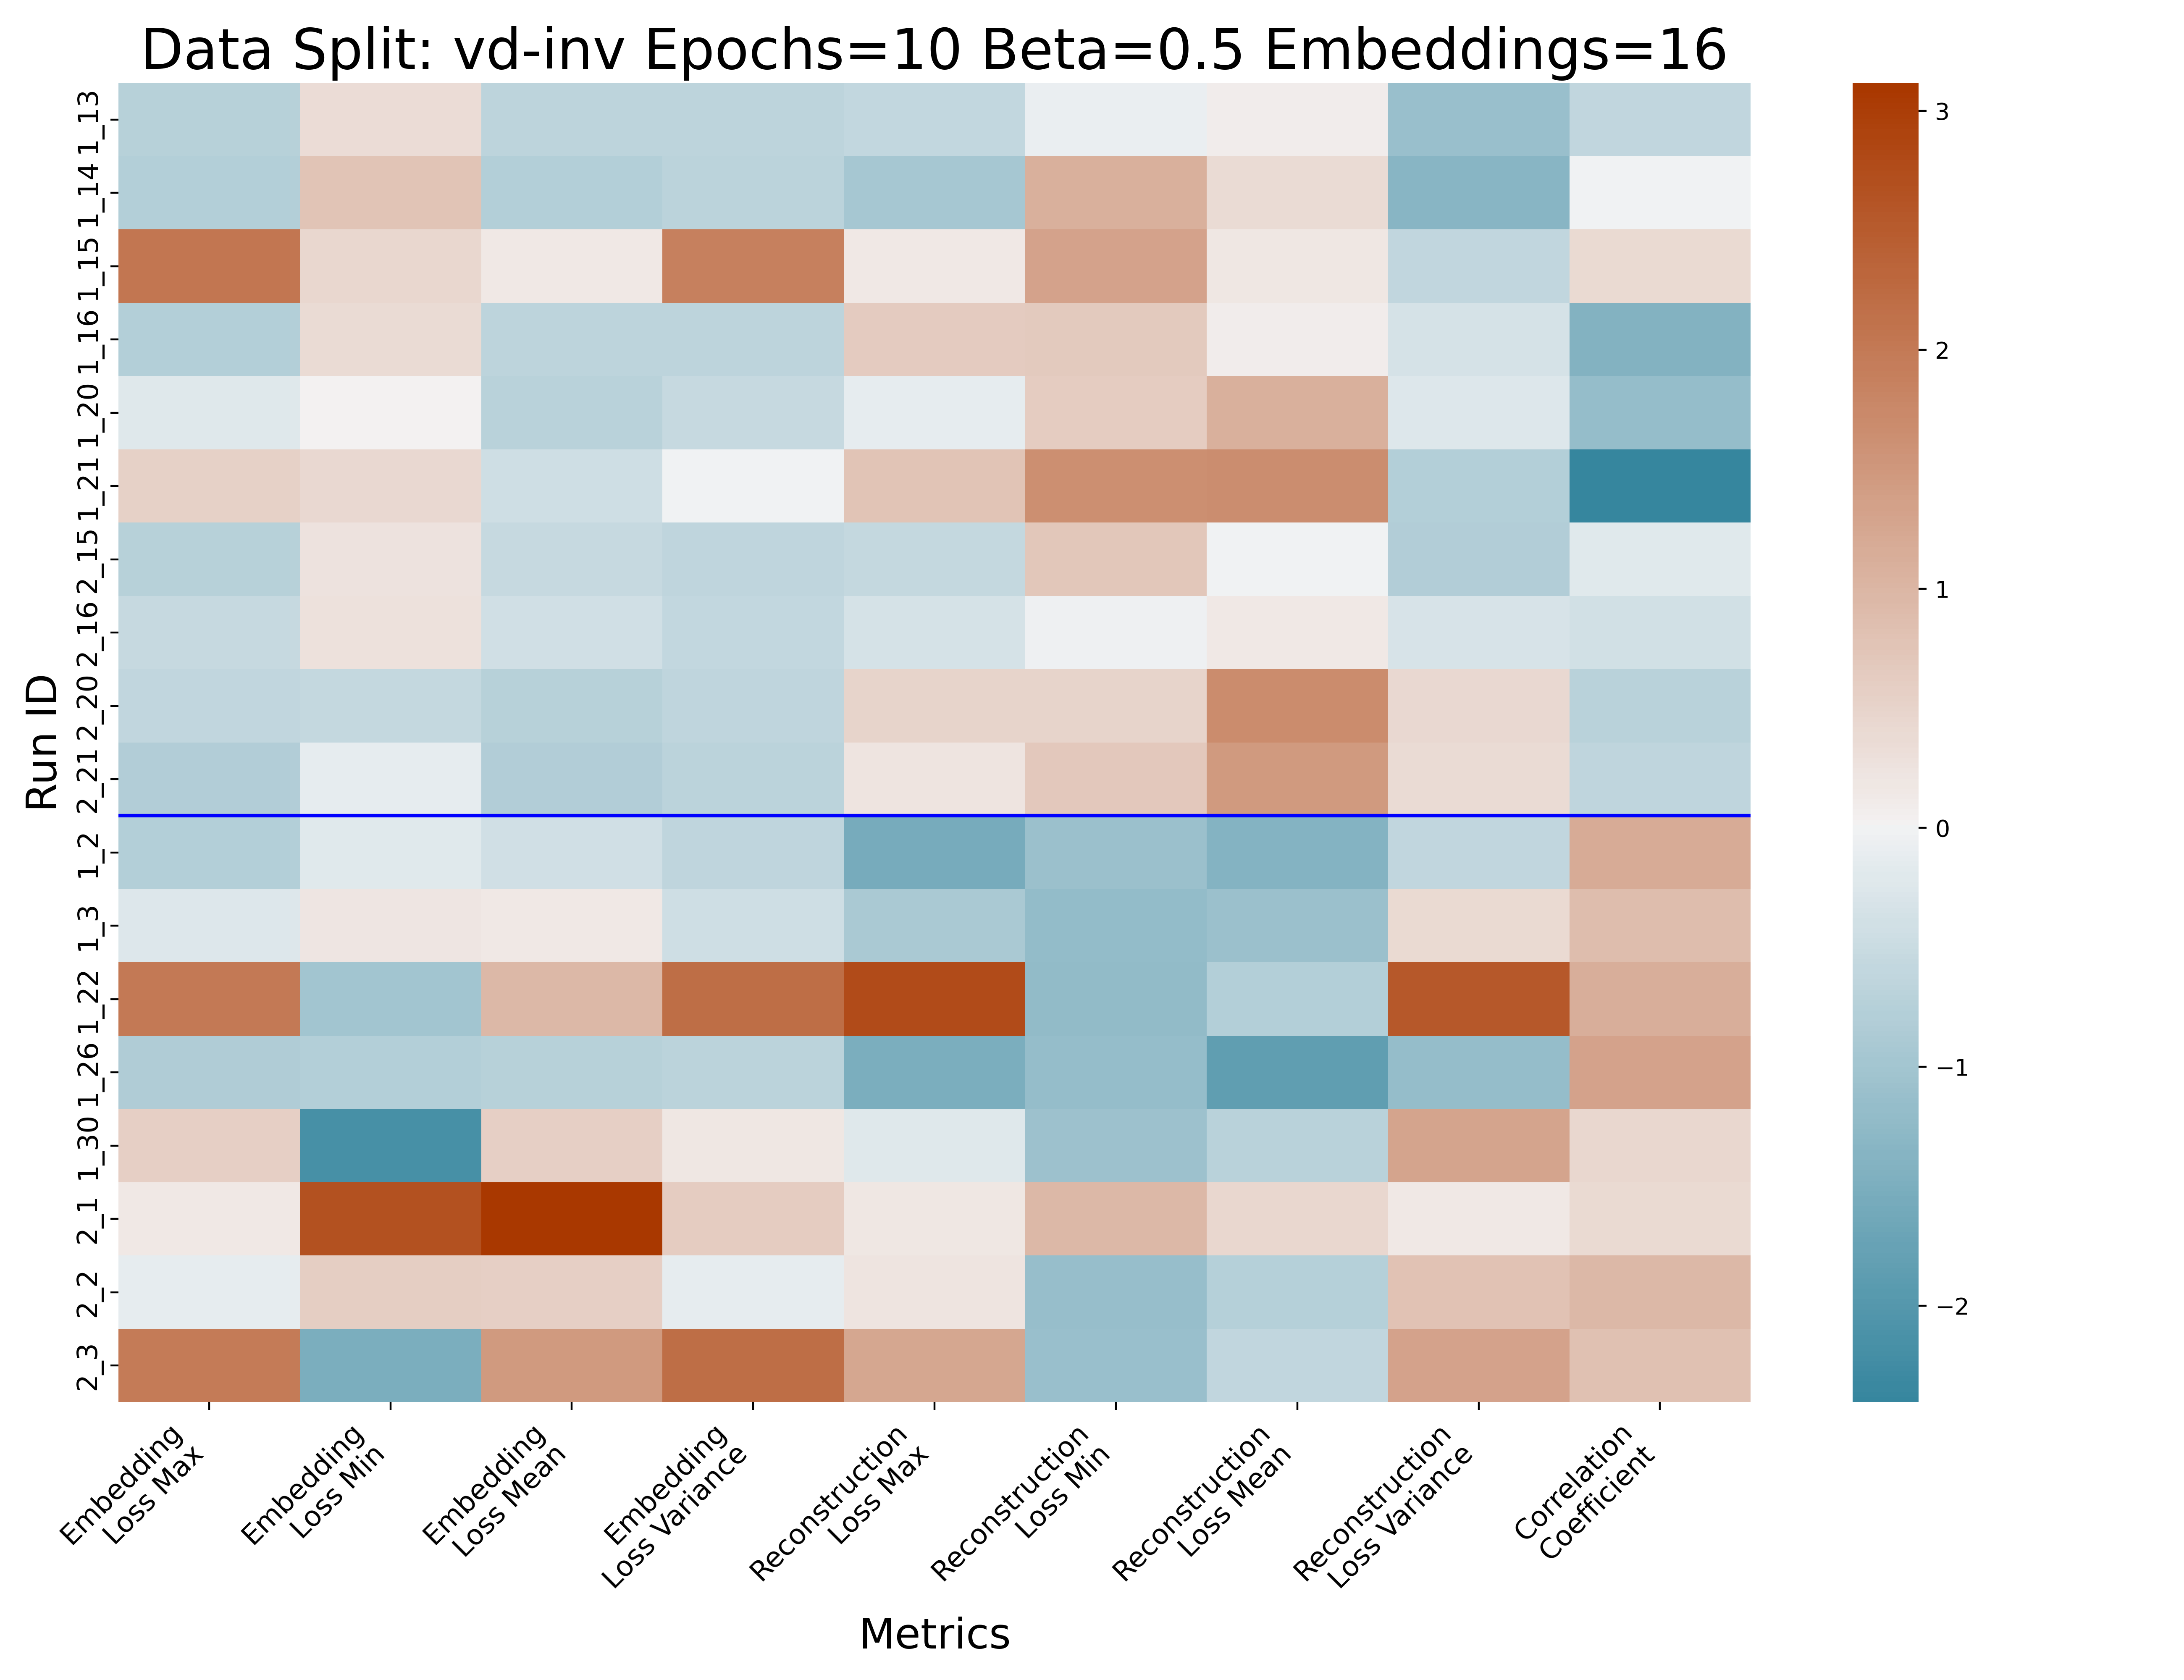 Data Split: vd-inv Epochs=10 Beta=0.5 Embeddings=16
Run ID
1_13
1_14
1_15
1_16
1_20
1_21
2_15
2_16
2_20
2_21
1_2
1_3
1_22
1_26
1_30
2_1
2_2
2_3
Embedding
Loss Max
Embedding
Loss Min
Embedding
Loss Mean
Embedding
Loss Variance
Reconstruction
Loss Max
Reconstruction
Loss Min
Reconstruction
Loss Mean
Reconstruction
Loss Variance
Correlation
Coefficient
Metrics
3
2
1
0
−1
−2